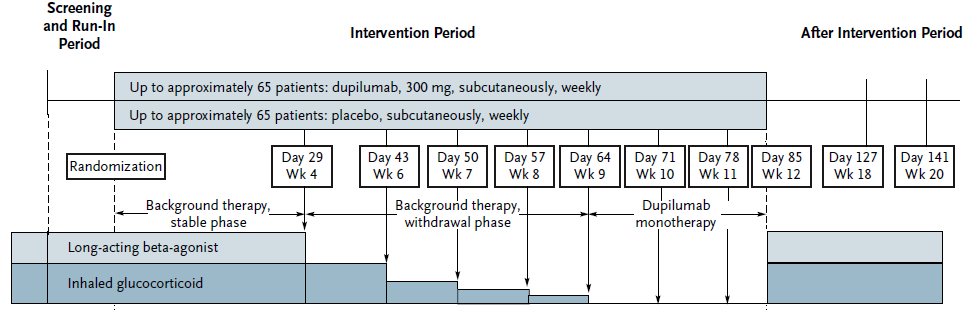 Screening
and Run-In
Period
Intervention Period
After Intervention Period
Up to approximately 65 patients: dupilumab, 300 mg, subcutaneously, weekly
Up to approximately 65 patients: placebo, subcutaneously, weekly
Randomization
Day 29
Wk 4
Day 43
Wk 6
Day 50
Wk 7
Day 57
Wk 8
Day 64
Wk 9
Day 71
Wk 10
Day 78
Wk 11
Day 85
Wk 12
Day 127
Wk 18
Day 141
Wk 20
Background therapy,
stable phase
Background therapy,
withdrawal phase
Dupilumab
monotherapy
Long-acting beta-agonist
Inhaled glucocorticoid